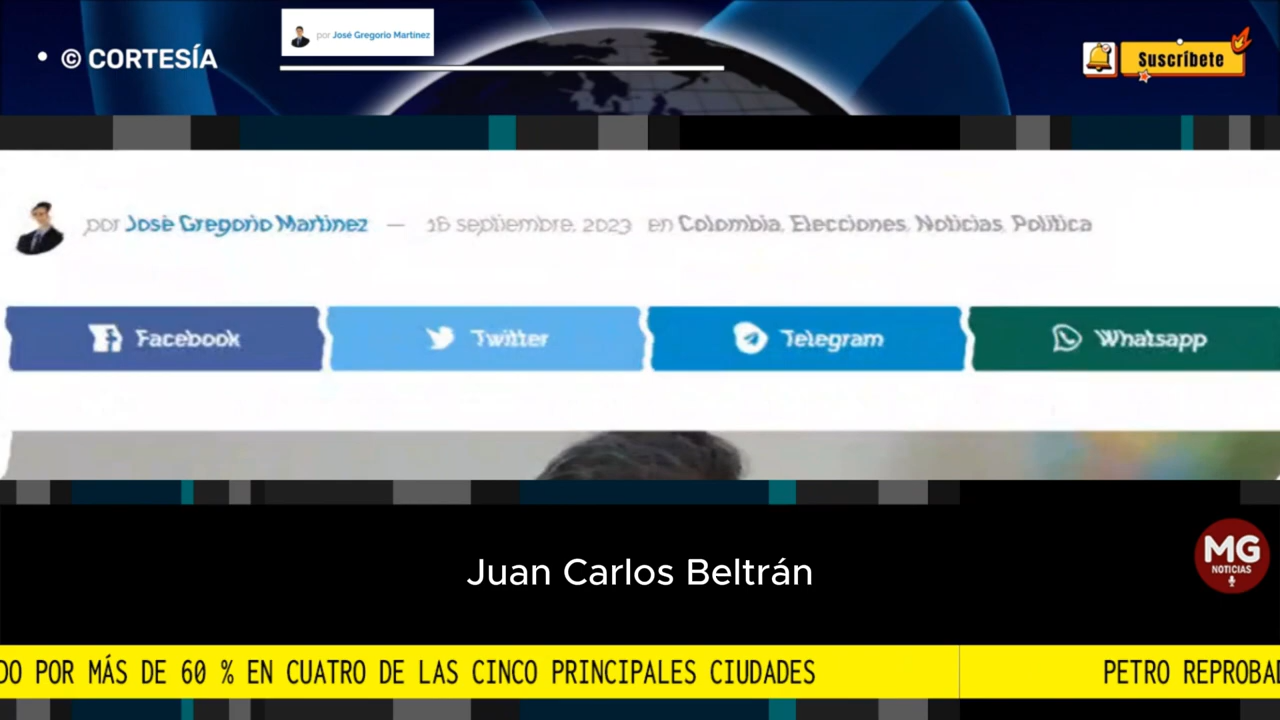 por José Gregorio Martínez
• © CORTESÍA
Suscríbete
por José Gregorio Martínez — 16 septiembre, 2023 en Colombia, Elecciones, Noticias, Política
Facebook
Twitter
Telegram
Whatsapp
Juan Carlos Beltrán
MG
NOTICIAS
DO POR MÁS DE 60 % EN CUATRO DE LAS CINCO PRINCIPALES CIUDADES
PETRO REPROBAD